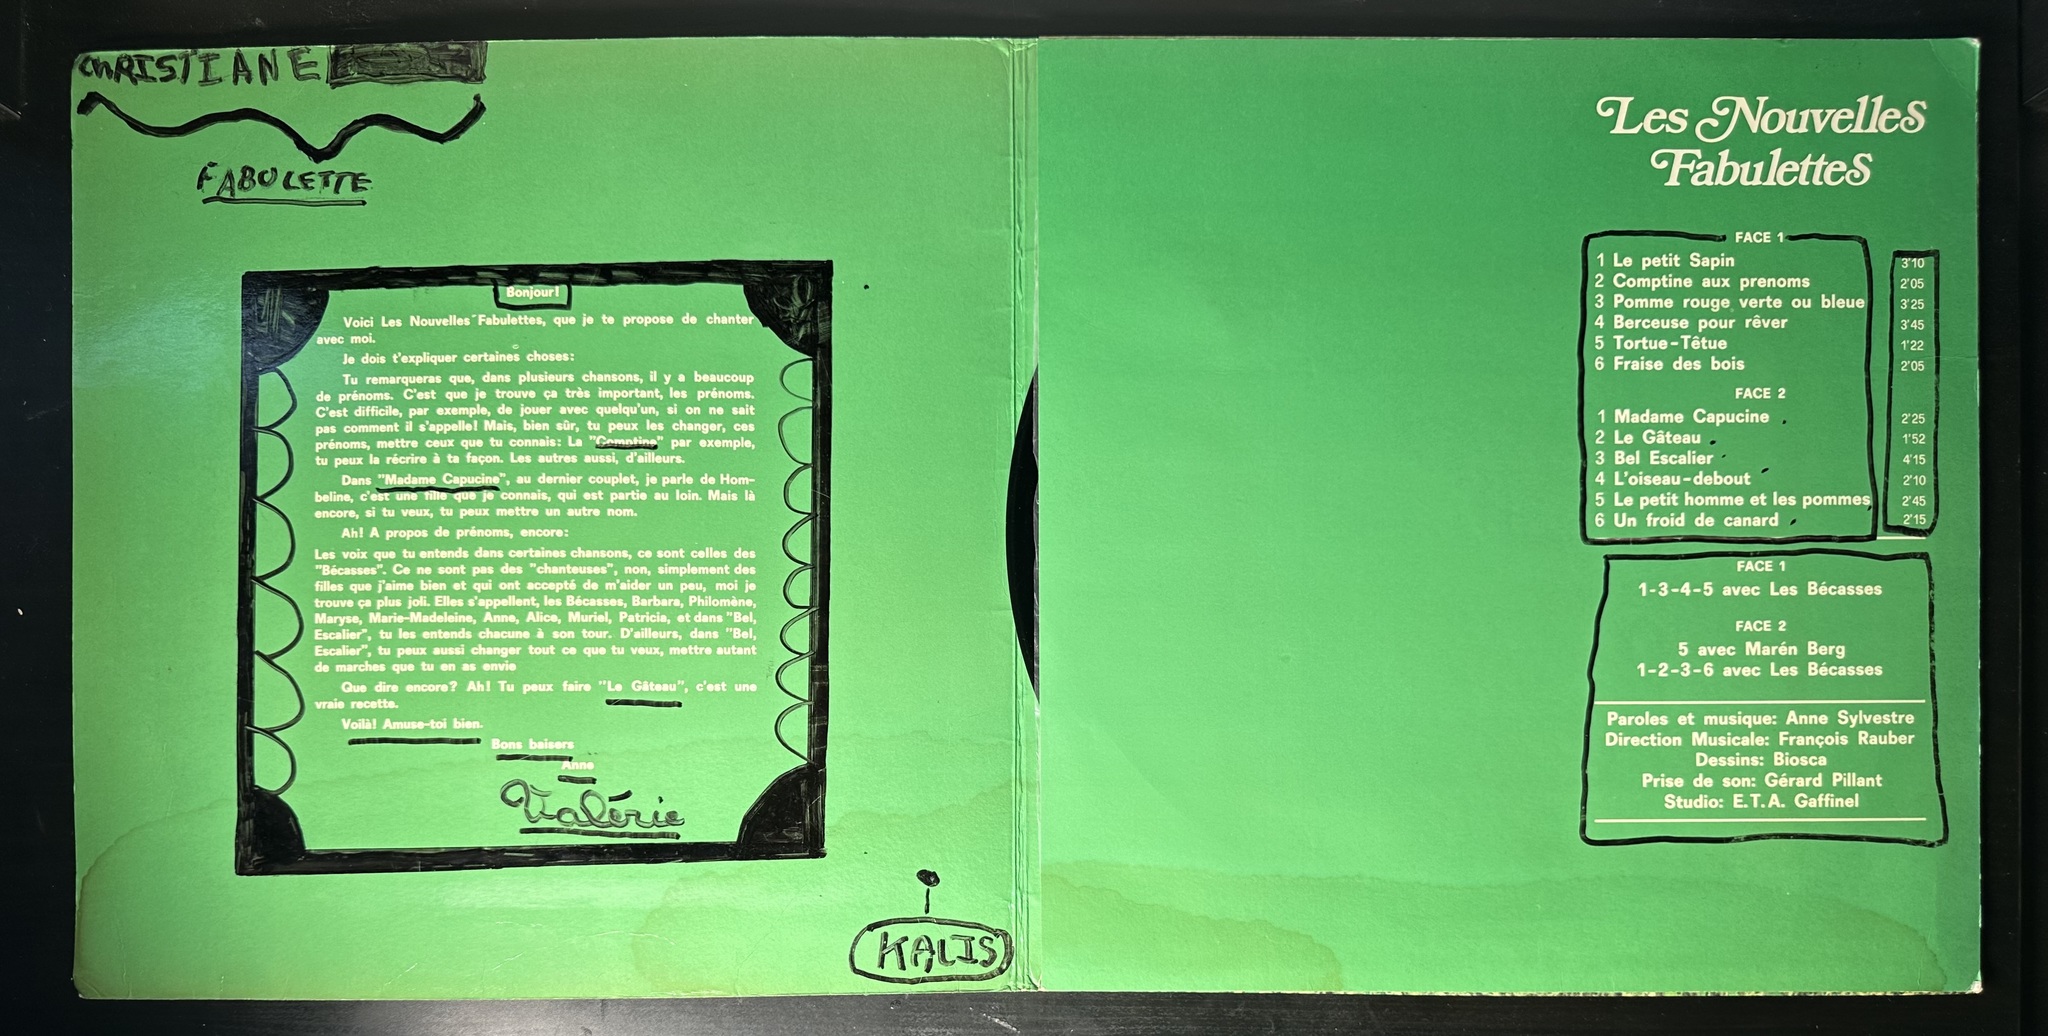 CHRISTIANE
FABULETTE
Bonjour!
Voici Les Nouvelles Fabulettes, que je te propose de chanter
avec moi.
Je dois t'expliquer certaines choses:
Tu remarqueras que, dans plusieurs chansons, il y a beaucoup
de prénoms. C'est que je trouve ça très important, les prénoms.
C'est difficile, par exemple, de jouer avec quelqu'un, si on ne sait
pas comment il s'appelle! Mais, bien sûr, tu peux les changer, ces
prénoms, mettre ceux que tu connais: La "Comptine" par exemple,
tu peux la récrire à ta façon. Les autres aussi, d'ailleurs.
Dans "Madame Capucine", au dernier couplet, je parle de Hom-
beline, c'est une fille que je connais, qui est partie au loin. Mais là
encore, si tu veux, tu peux mettre un autre nom.
Ah! A propos de prénoms, encore:
Les voix que tu entends dans certaines chansons, ce sont celles des
"Bécasses". Ce ne sont pas des "chanteuses", non, simplement des
filles que j'aime bien et qui ont accepté de m'aider un peu, moi je
trouve ça plus joli. Elles s'appellent, les Bécasses, Barbara, Philomène,
Maryse, Marie-Madeleine, Anne, Alice, Muriel, Patricia, et dans "Bel,
Escalier", tu les entends chacune à son tour. D'ailleurs, dans "Bel,
Escalier", tu peux aussi changer tout ce que tu veux, mettre autant
de marches que tu en as envie
Que dire encore? Ah! Tu peux faire "Le Gâteau", c'est une
vraie recette.
Voilà! Amuse-toi bien.
Bons baisers
Anne
Valérie
KALIS
Les Nouvelles
Fabulettes
FACE 1
1 Le petit Sapin 3'10
2 Comptine aux prenoms 2'05
3 Pomme rouge verte ou bleue 3'25
4 Berceuse pour rêver 3'45
5 Tortue-Têtue 1'22
6 Fraise des bois 2'05
FACE 2
1 Madame Capucine 2'25
2 Le Gâteau 1'52
3 Bel Escalier 4'15
4 L'oiseau-debout 2'10
5 Le petit homme et les pommes 2'45
6 Un froid de canard 2'15
FACE 1
1-3-4-5 avec Les Bécasses
FACE 2
5 avec Marén Berg
1-2-3-6 avec Les Bécasses
Paroles et musique: Anne Sylvestre
Direction Musicale: François Rauber
Dessins: Biosca
Prise de son: Gérard Pillant
Studio: E.T.A. Gaffinel